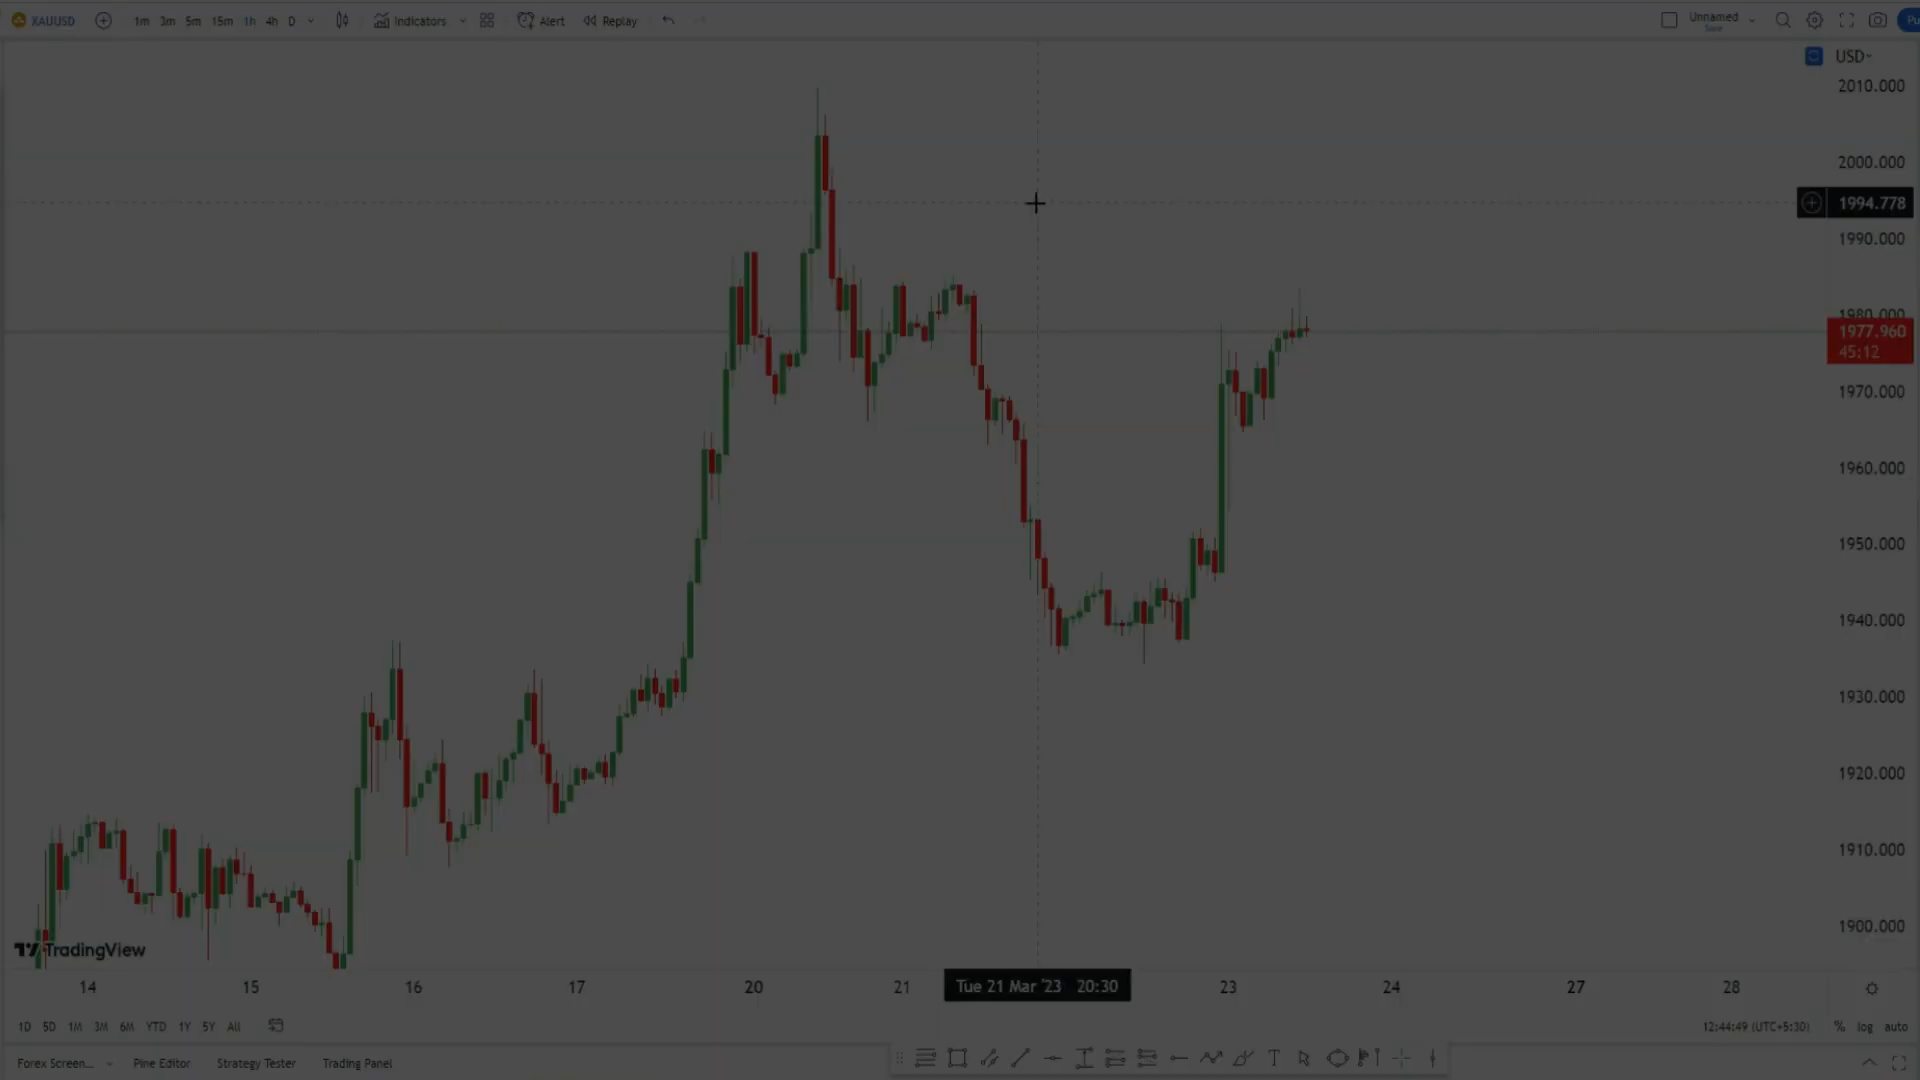 XAUUSD 1m 3m 5m 15m 1h 4h D Indicators Alert Replay Unnamed
Save
USD
2010.000
2000.000
1994.778
1990.000
1980.000
1977.960
45:12
1970.000
1960.000
1950.000
1940.000
1930.000
1920.000
1910.000
1900.000
TradingView
14 15 16 17 20 21 Tue 21 Mar '23 20:30 23 24 27 28
1D 5D 1M 3M 6M YTD 1Y 5Y All 12:44:49 (UTC+5:30) % log auto
Forex Screen... Pine Editor Strategy Tester Trading Panel